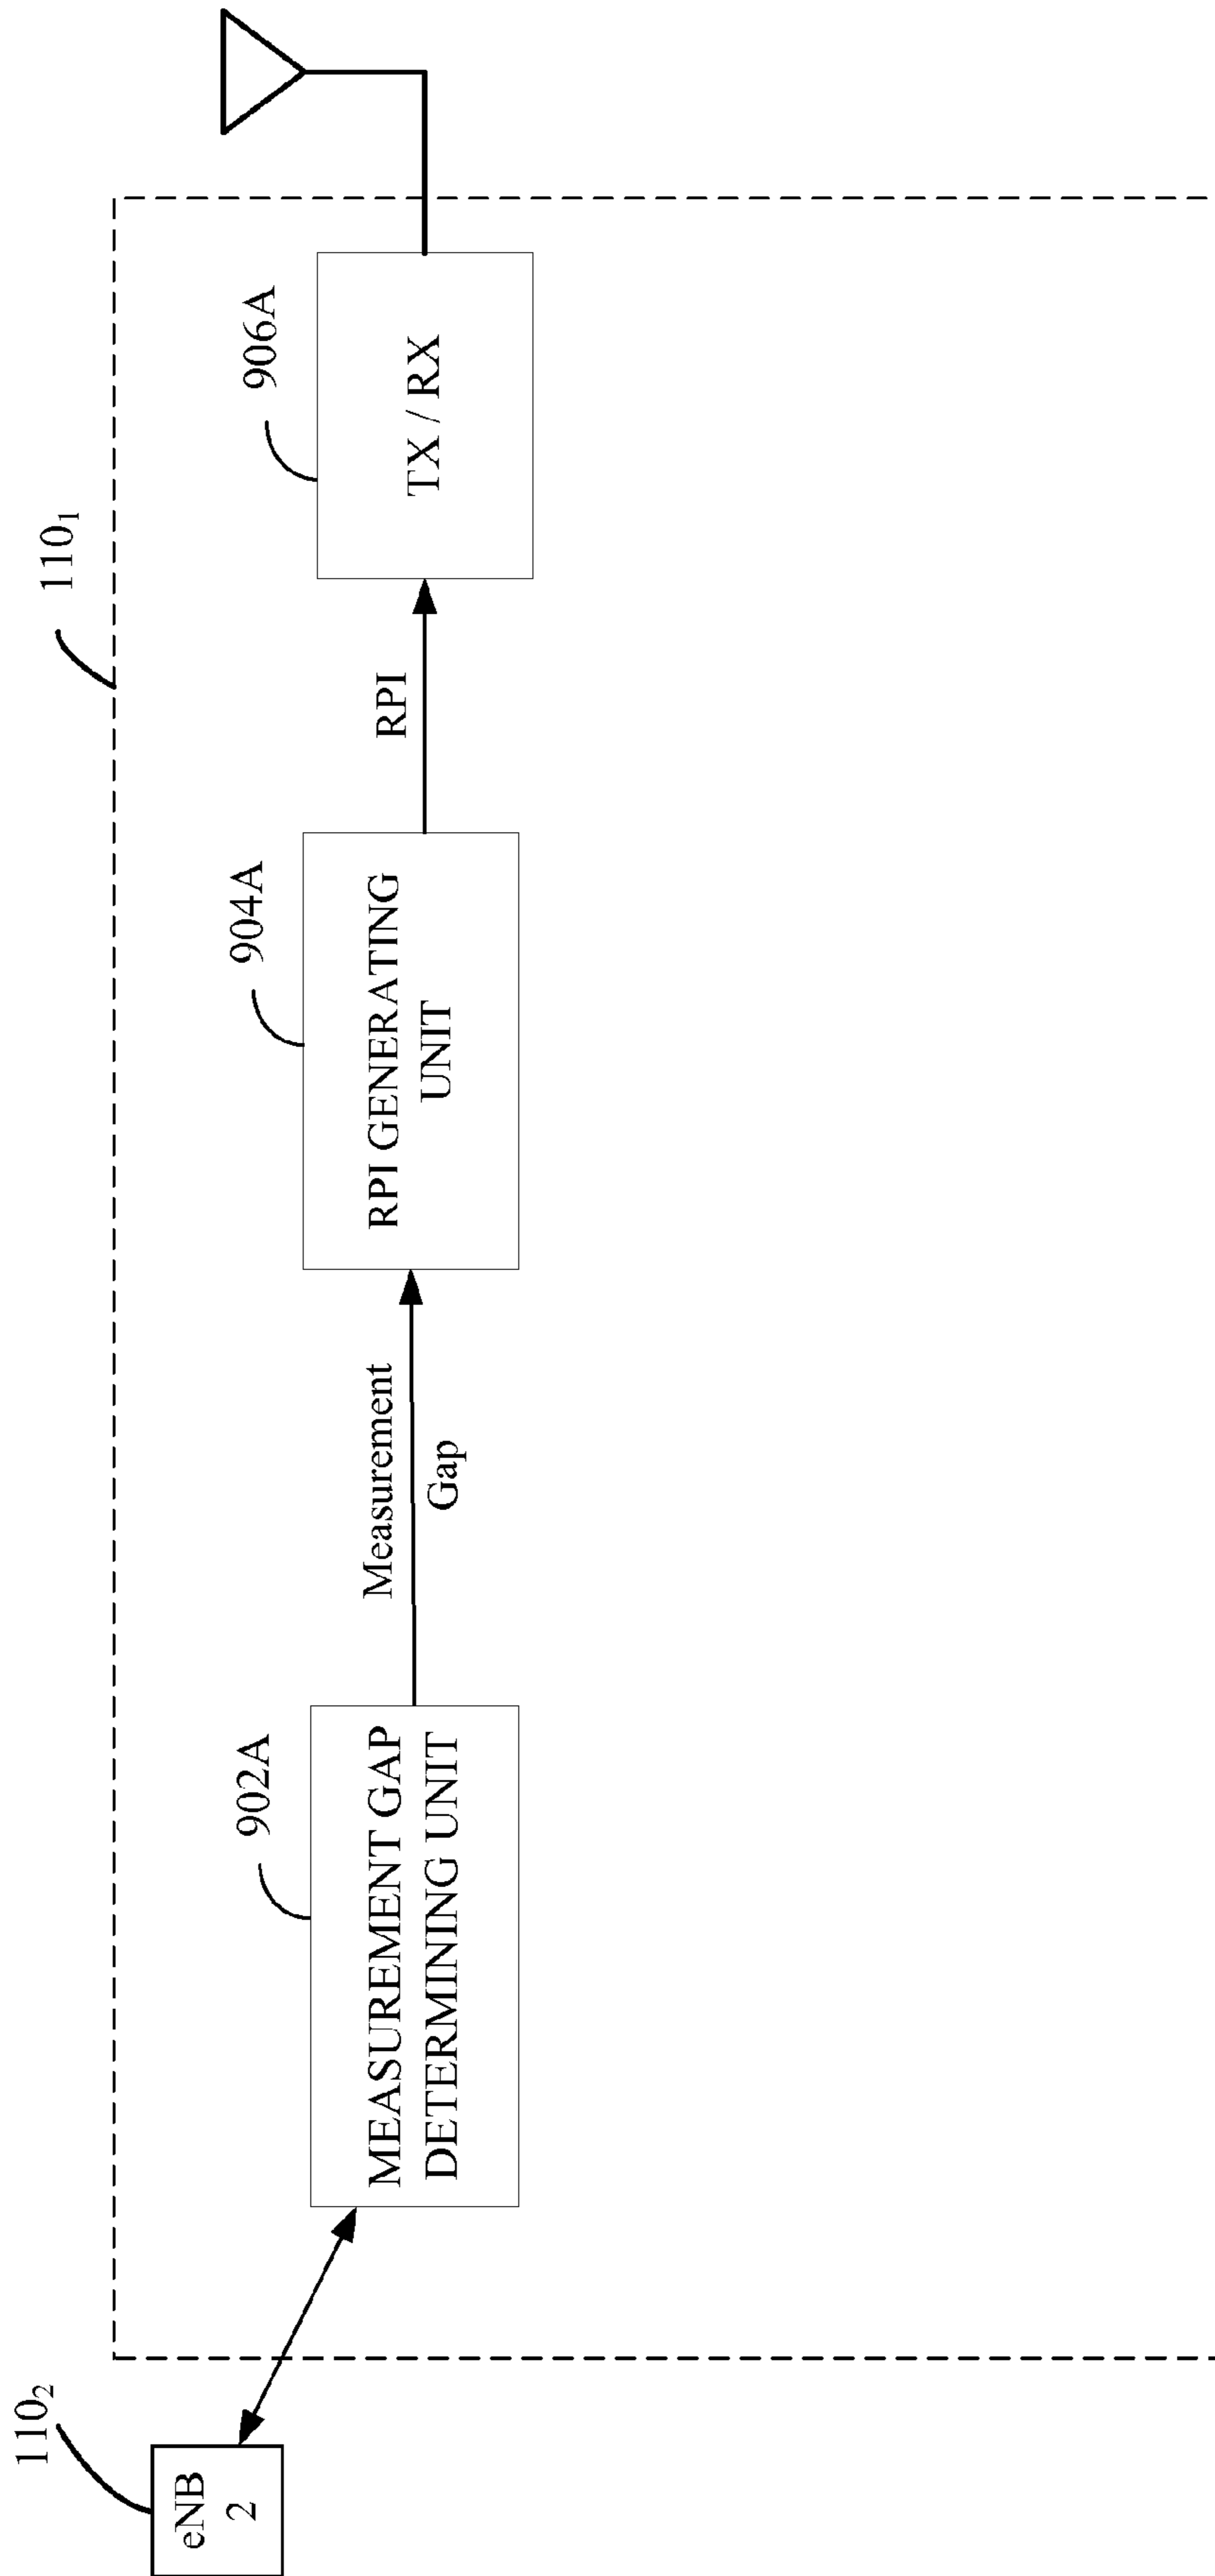 110₂
eNB
2
110₁
902A
MEASUREMENT GAP
DETERMINING UNIT
Measurement
Gap
904A
RPI GENERATING
UNIT
RPI
906A
TX / RX